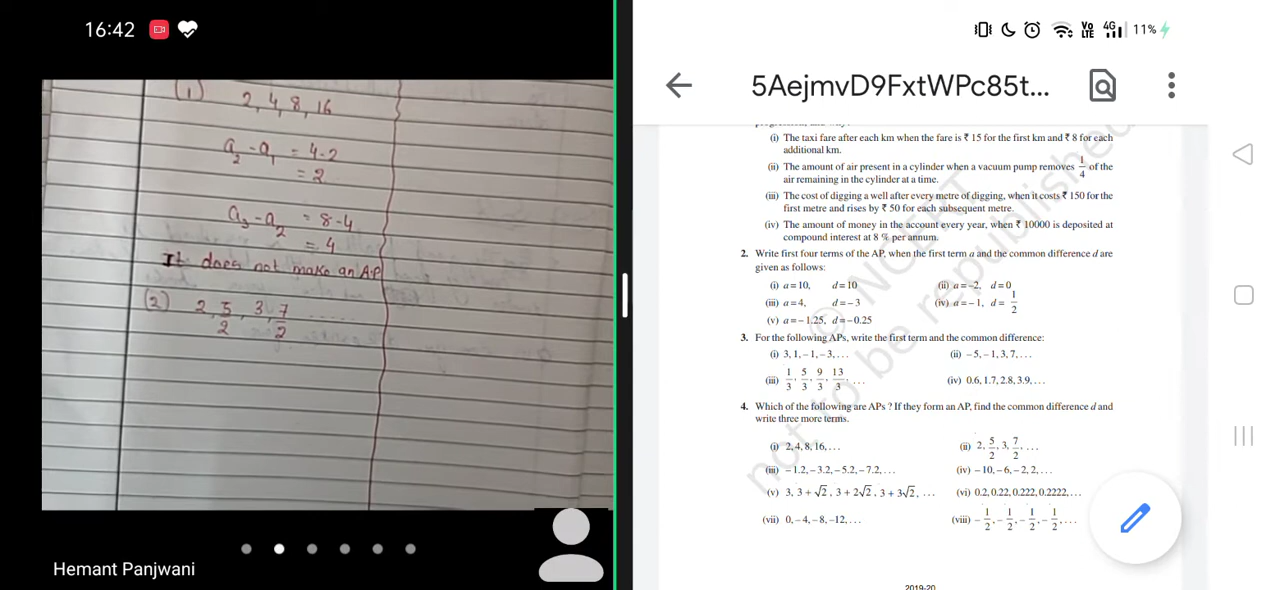 16:42
(1) 2, 4, 8, 16
a₂ - a₁ = 4-2
= 2
a₃ - a₂ = 8-4
= 4
It does not make an AP
(2) 2, 5/2, 3, 7/2 ......
Hemant Panjwani
Vo LTE 4G 11%
5AejmvD9FxtWPc85t...
(i) The taxi fare after each km when the fare is ₹ 15 for the first km and ₹ 8 for each
additional km.
(ii) The amount of air present in a cylinder when a vacuum pump removes 1/4 of the
air remaining in the cylinder at a time.
(iii) The cost of digging a well after every metre of digging, when it costs ₹ 150 for the
first metre and rises by ₹ 50 for each subsequent metre.
(iv) The amount of money in the account every year, when ₹ 10000 is deposited at
compound interest at 8 % per annum.
2. Write first four terms of the AP, when the first term a and the common difference d are
given as follows:
(i) a = 10, d = 10 (ii) a = –2, d = 0
(iii) a = 4, d = – 3 (iv) a = – 1, d = 1/2
(v) a = – 1.25, d = – 0.25
3. For the following APs, write the first term and the common difference:
(i) 3, 1, – 1, – 3, . . . (ii) – 5, – 1, 3, 7, . . .
(iii) 1/3, 5/3, 9/3, 13/3, . . . (iv) 0.6, 1.7, 2.8, 3.9, . . .
4. Which of the following are APs ? If they form an AP, find the common difference d and
write three more terms.
(i) 2, 4, 8, 16, . . . (ii) 2, 5/2, 3, 7/2, . . .
(iii) – 1.2, – 3.2, – 5.2, – 7.2, . . . (iv) – 10, – 6, – 2, 2, . . .
(v) 3, 3 + √2, 3 + 2√2, 3 + 3√2, . . . (vi) 0.2, 0.22, 0.222, 0.2222, . . .
(vii) 0, – 4, – 8, –12, . . . (viii) – 1/2, – 1/2, – 1/2, – 1/2, . . .
© NCERT
not to be republished
2019-20